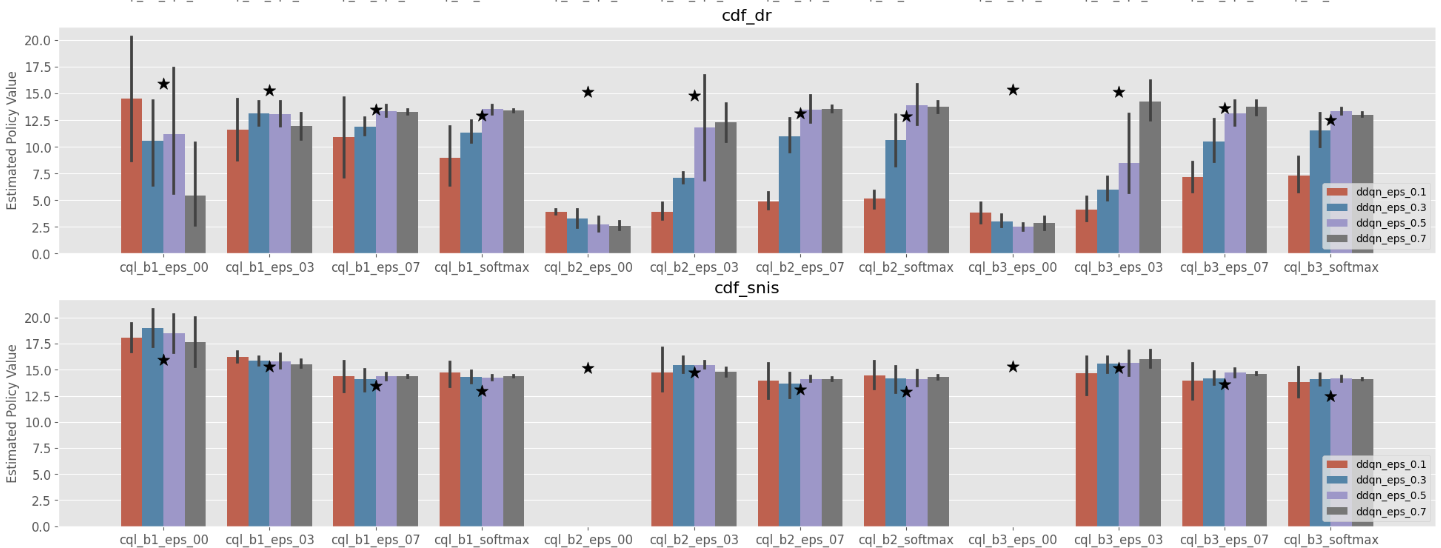 cdf_dr
Estimated Policy Value
20.0
17.5
15.0
12.5
10.0
7.5
5.0
2.5
0.0
ddqn_eps_0.1
ddqn_eps_0.3
ddqn_eps_0.5
ddqn_eps_0.7
cql_b1_eps_00 cql_b1_eps_03 cql_b1_eps_07 cql_b1_softmax cql_b2_eps_00 cql_b2_eps_03 cql_b2_eps_07 cql_b2_softmax cql_b3_eps_00 cql_b3_eps_03 cql_b3_eps_07 cql_b3_softmax
cdf_snis
Estimated Policy Value
20.0
17.5
15.0
12.5
10.0
7.5
5.0
2.5
0.0
ddqn_eps_0.1
ddqn_eps_0.3
ddqn_eps_0.5
ddqn_eps_0.7
cql_b1_eps_00 cql_b1_eps_03 cql_b1_eps_07 cql_b1_softmax cql_b2_eps_00 cql_b2_eps_03 cql_b2_eps_07 cql_b2_softmax cql_b3_eps_00 cql_b3_eps_03 cql_b3_eps_07 cql_b3_softmax